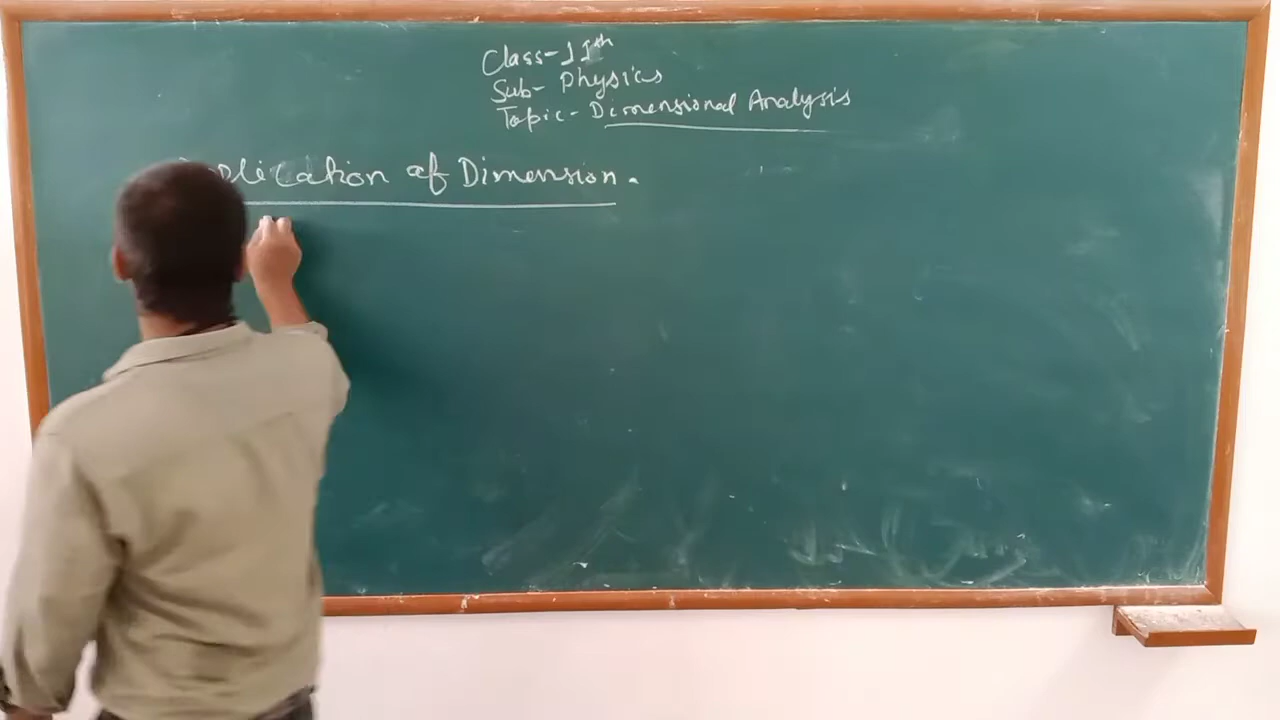 Class-11th
Sub- Physics
Topic- Dimensional Analysis
Application of Dimension.